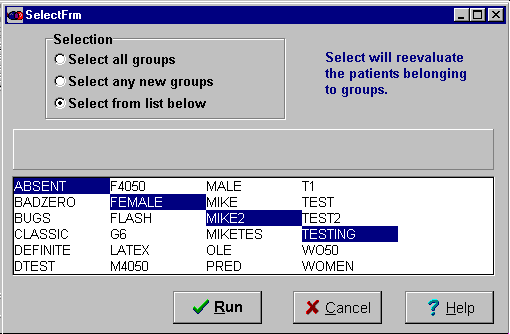 SelectFrm
Selection
Select all groups
Select any new groups
Select from list below
Select will reevaluate
the patients belonging
to groups.
ABSENT F4050 MALE T1
BADZERO FEMALE MIKE TEST
BUGS FLASH MIKE2 TEST2
CLASSIC G6 MIKETES TESTING
DEFINITE LATEX OLE WO50
DTEST M4050 PRED WOMEN
Run Cancel Help